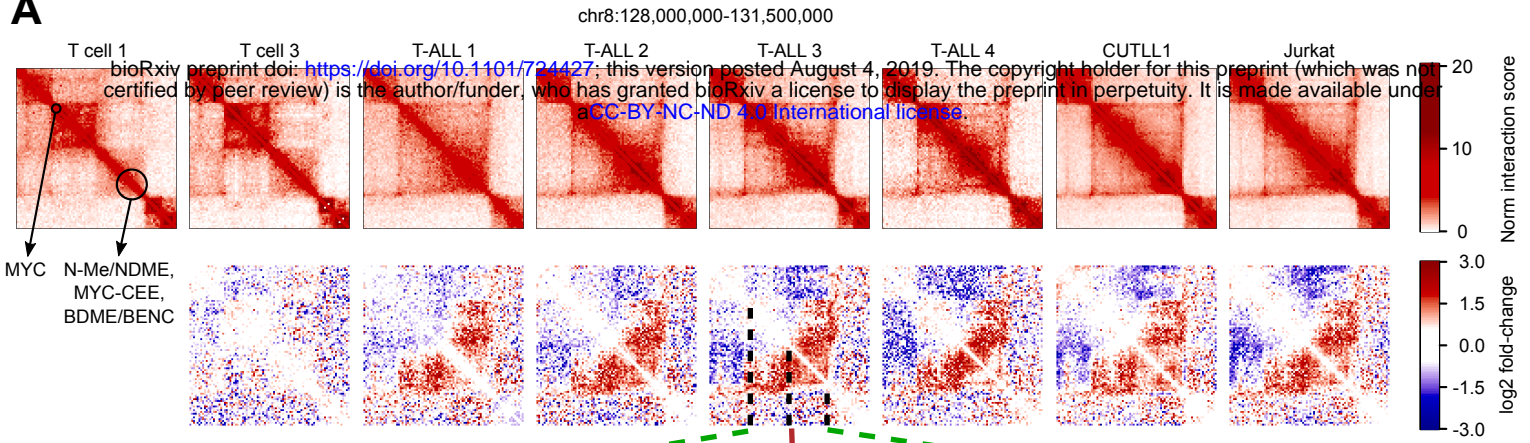 A
chr8:128,000,000-131,500,000
T cell 1 T cell 3 T-ALL 1 T-ALL 2 T-ALL 3 T-ALL 4 CUTLL1 Jurkat
bioRxiv preprint doi: https://doi.org/10.1101/724427; this version posted August 4, 2019. The copyright holder for this preprint (which was not
certified by peer review) is the author/funder, who has granted bioRxiv a license to display the preprint in perpetuity. It is made available under
aCC-BY-NC-ND 4.0 International license.
20
10
0
Norm interaction score
MYC N-Me/NDME,
MYC-CEE,
BDME/BENC
3.0
1.5
0.0
-1.5
-3.0
log2 fold-change